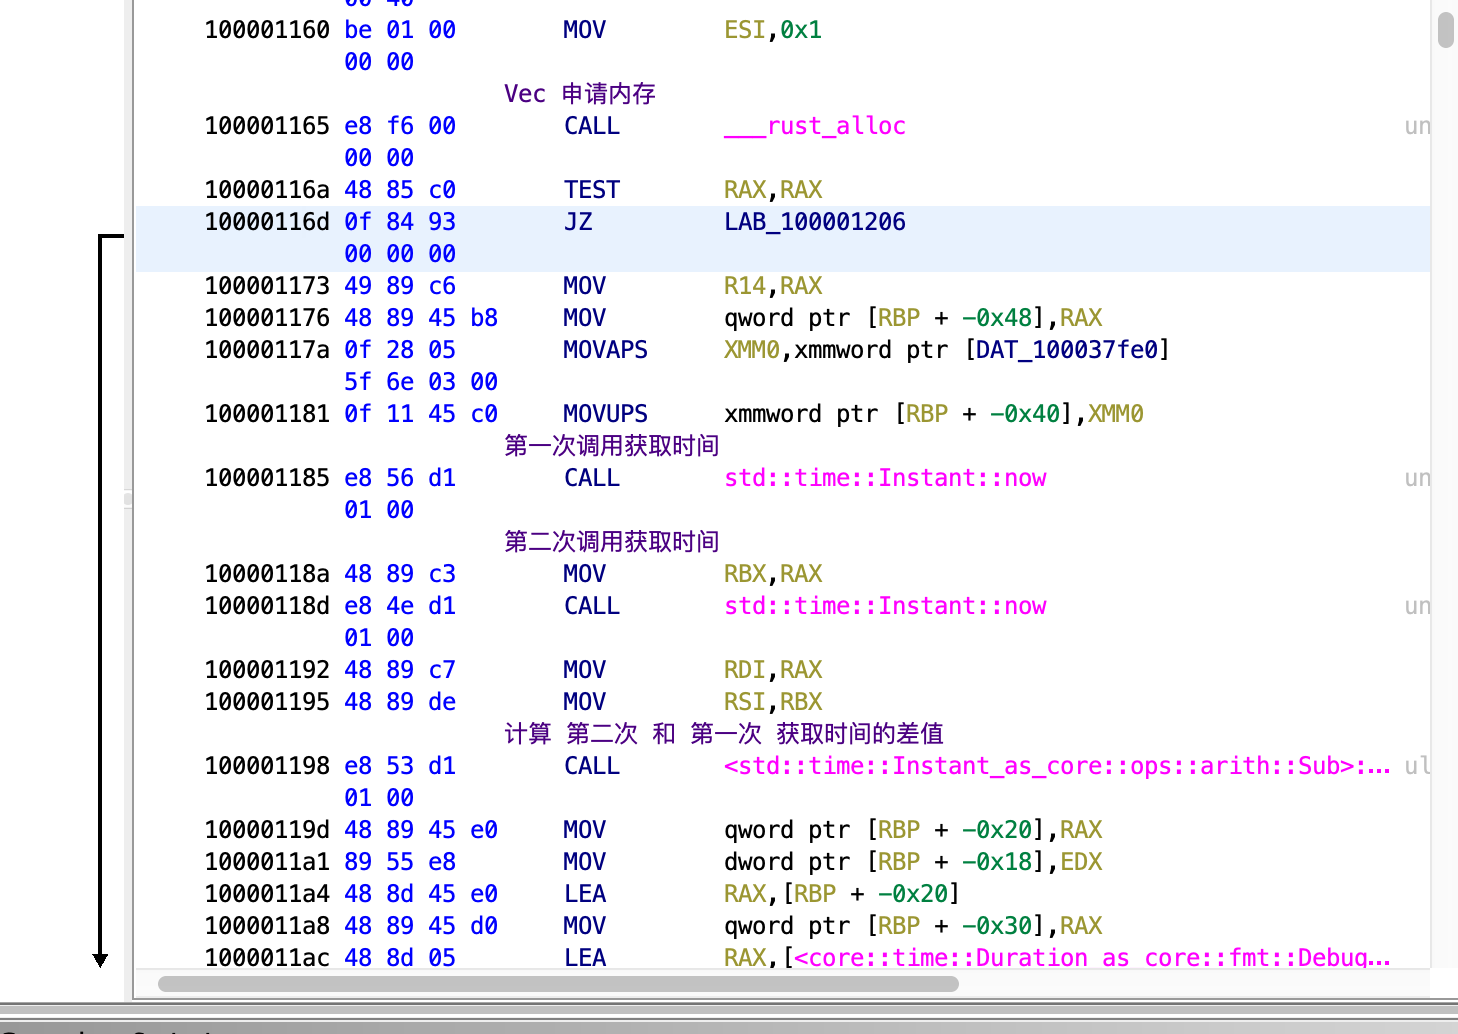 00 40
100001160 be 01 00 MOV ESI,0x1
00 00
Vec 申请内存
100001165 e8 f6 00 CALL ___rust_alloc un
00 00
10000116a 48 85 c0 TEST RAX,RAX
10000116d 0f 84 93 JZ LAB_100001206
00 00 00
100001173 49 89 c6 MOV R14,RAX
100001176 48 89 45 b8 MOV qword ptr [RBP + -0x48],RAX
10000117a 0f 28 05 MOVAPS XMM0,xmmword ptr [DAT_100037fe0]
5f 6e 03 00
100001181 0f 11 45 c0 MOVUPS xmmword ptr [RBP + -0x40],XMM0
第一次调用获取时间
100001185 e8 56 d1 CALL std::time::Instant::now un
01 00
第二次调用获取时间
10000118a 48 89 c3 MOV RBX,RAX
10000118d e8 4e d1 CALL std::time::Instant::now un
01 00
100001192 48 89 c7 MOV RDI,RAX
100001195 48 89 de MOV RSI,RBX
计算 第二次 和 第一次 获取时间的差值
100001198 e8 53 d1 CALL <std::time::Instant_as_core::ops::arith::Sub>:... ul
01 00
10000119d 48 89 45 e0 MOV qword ptr [RBP + -0x20],RAX
1000011a1 89 55 e8 MOV dword ptr [RBP + -0x18],EDX
1000011a4 48 8d 45 e0 LEA RAX,[RBP + -0x20]
1000011a8 48 89 45 d0 MOV qword ptr [RBP + -0x30],RAX
1000011ac 48 8d 05 LEA RAX,[<core::time::Duration_as_core::fmt::Debug...